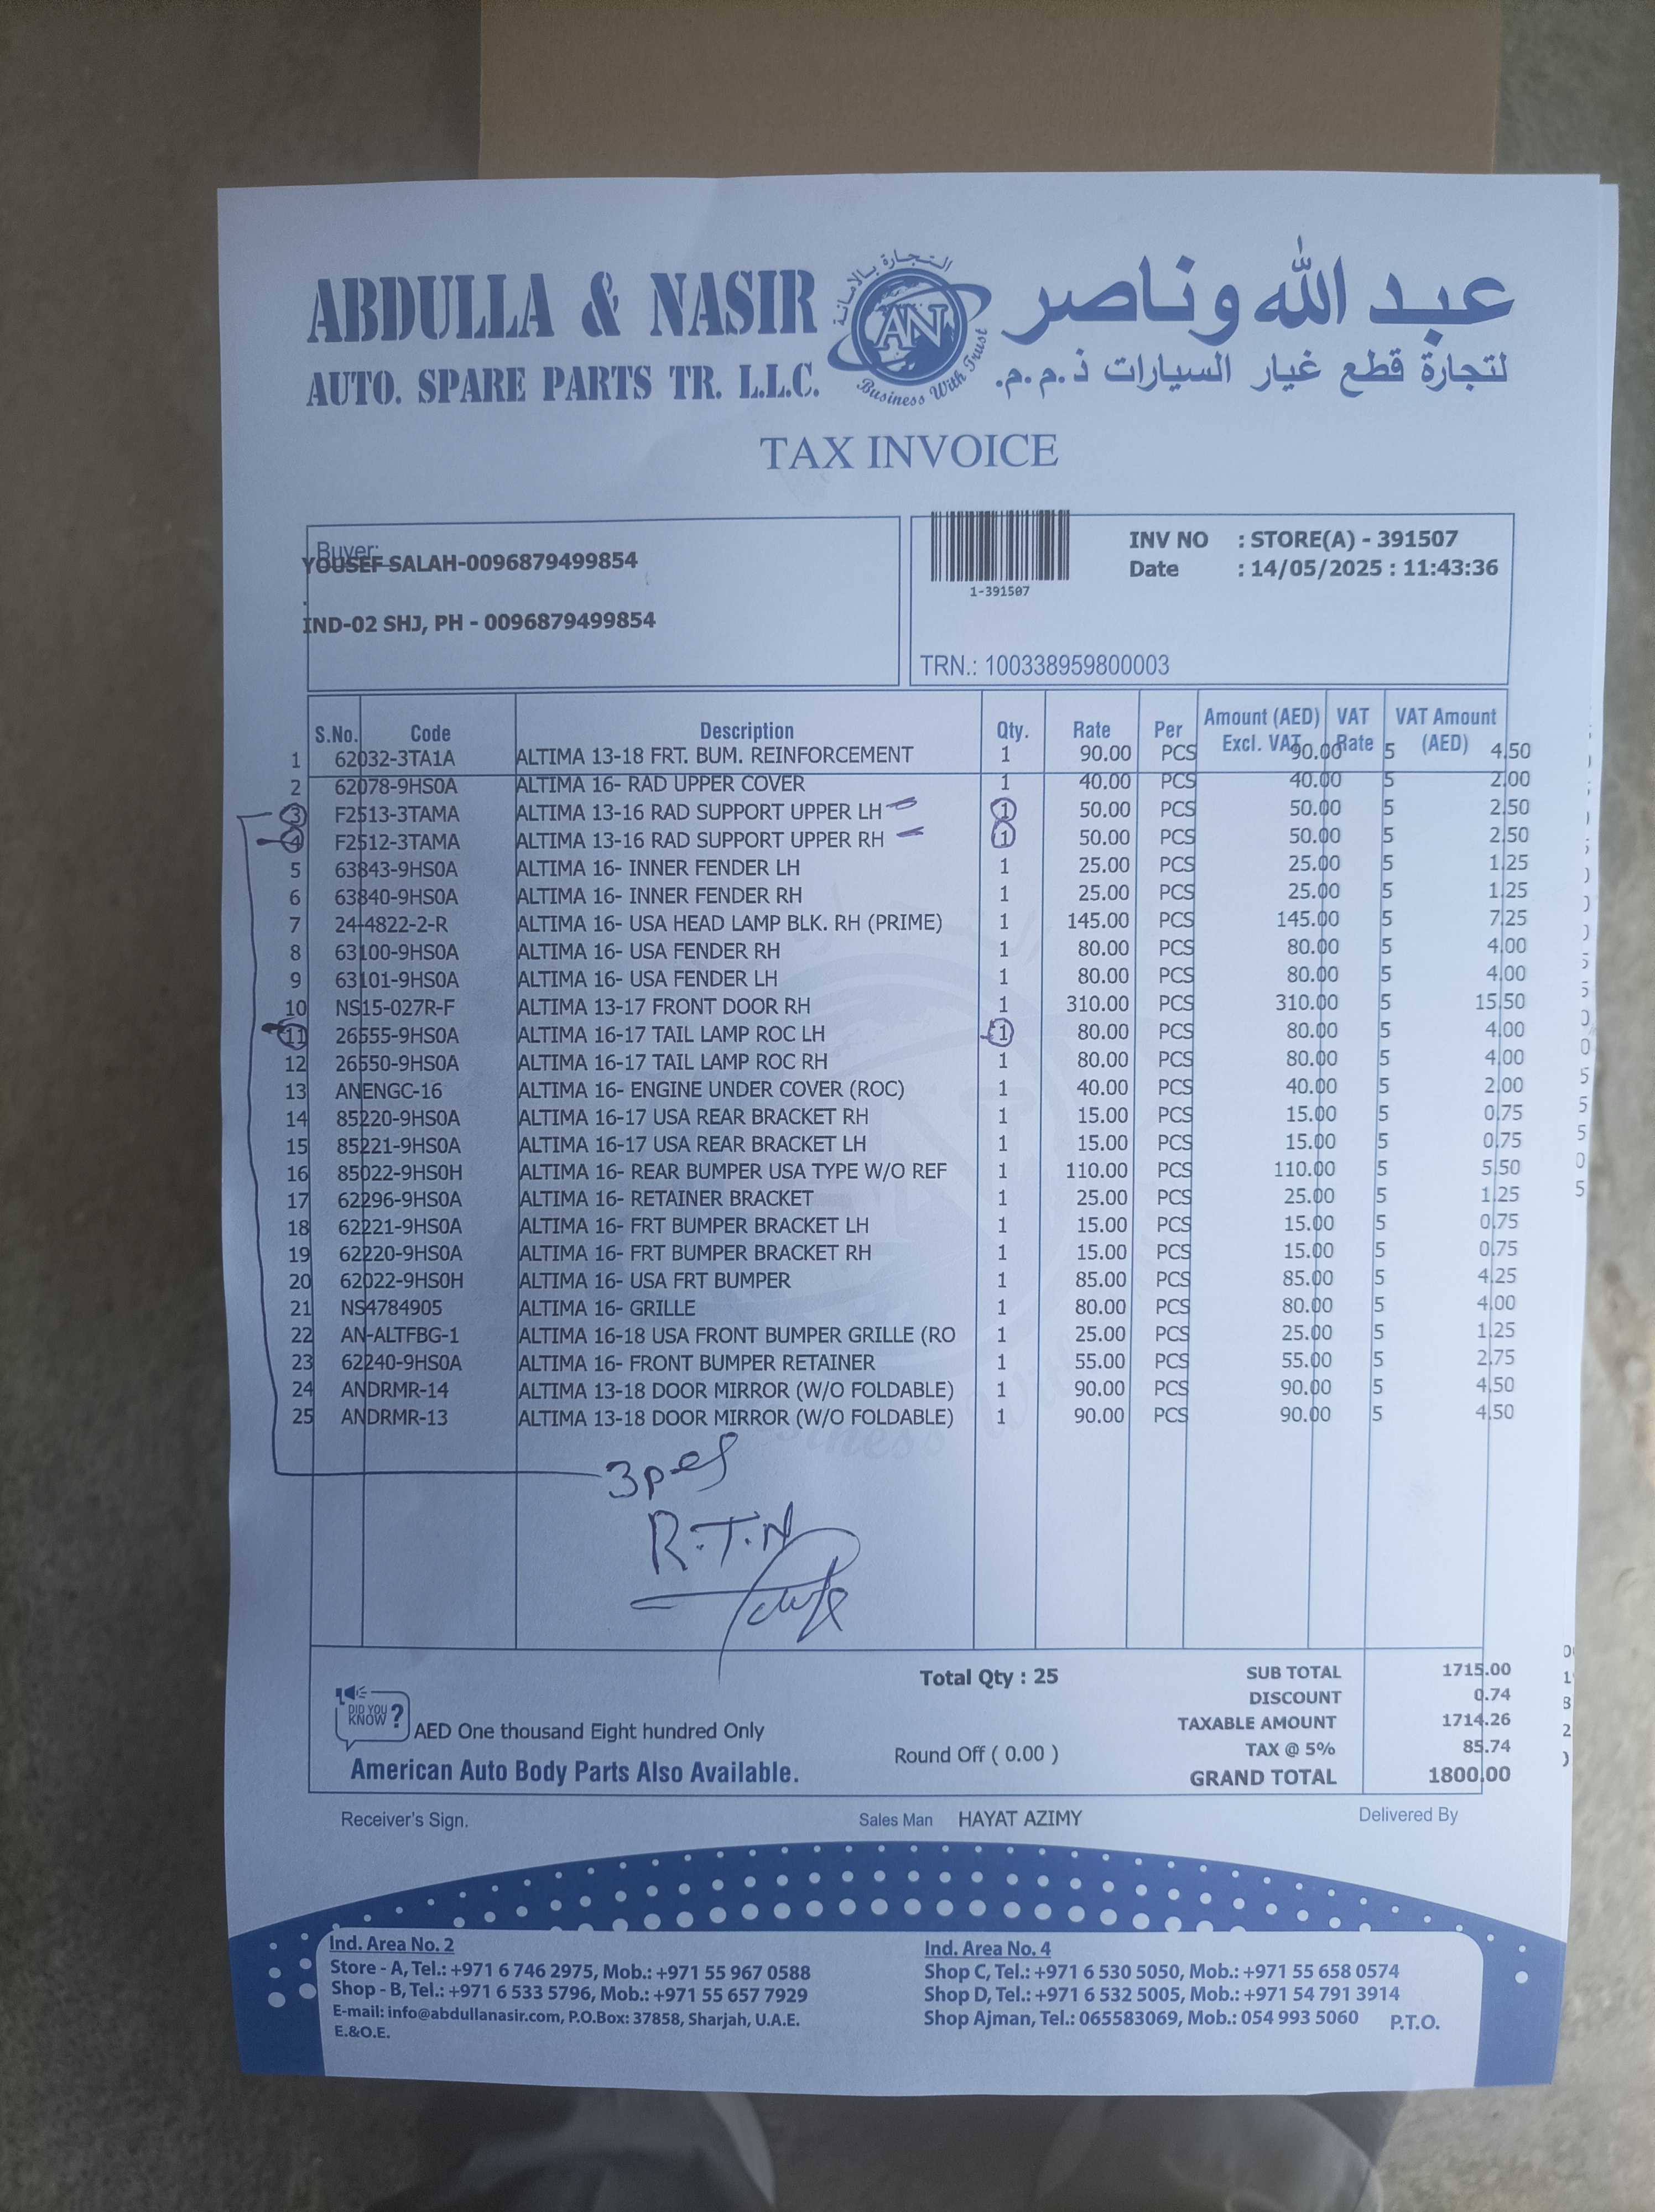 ABDULLA & NASIR
AUTO. SPARE PARTS TR. L.L.C.
التجارة بالامانة
AN
Business With Trust
عبد الله وناصر
لتجارة قطع غيار السيارات ذ.م.م.
TAX INVOICE
Buyer:
YOUSEF SALAH-0096879499854
.
IND-02 SHJ, PH - 0096879499854
1-391507
INV NO : STORE(A) - 391507
Date : 14/05/2025 : 11:43:36
TRN.: 100338959800003
S.No. Code Description Qty. Rate Per Amount (AED) Excl. VAT VAT Rate VAT Amount (AED)
1 62032-3TA1A ALTIMA 13-18 FRT. BUM. REINFORCEMENT 1 90.00 PCS 90.00 5 4.50
2 62078-9HS0A ALTIMA 16- RAD UPPER COVER 1 40.00 PCS 40.00 5 2.00
3 F2513-3TAMA ALTIMA 13-16 RAD SUPPORT UPPER LH 1 50.00 PCS 50.00 5 2.50
4 F2512-3TAMA ALTIMA 13-16 RAD SUPPORT UPPER RH 1 50.00 PCS 50.00 5 2.50
5 63843-9HS0A ALTIMA 16- INNER FENDER LH 1 25.00 PCS 25.00 5 1.25
6 63840-9HS0A ALTIMA 16- INNER FENDER RH 1 25.00 PCS 25.00 5 1.25
7 24-4822-2-R ALTIMA 16- USA HEAD LAMP BLK. RH (PRIME) 1 145.00 PCS 145.00 5 7.25
8 63100-9HS0A ALTIMA 16- USA FENDER RH 1 80.00 PCS 80.00 5 4.00
9 63101-9HS0A ALTIMA 16- USA FENDER LH 1 80.00 PCS 80.00 5 4.00
10 NS15-027R-F ALTIMA 13-17 FRONT DOOR RH 1 310.00 PCS 310.00 5 15.50
11 26555-9HS0A ALTIMA 16-17 TAIL LAMP ROC LH 1 80.00 PCS 80.00 5 4.00
12 26550-9HS0A ALTIMA 16-17 TAIL LAMP ROC RH 1 80.00 PCS 80.00 5 4.00
13 ANENGC-16 ALTIMA 16- ENGINE UNDER COVER (ROC) 1 40.00 PCS 40.00 5 2.00
14 85220-9HS0A ALTIMA 16-17 USA REAR BRACKET RH 1 15.00 PCS 15.00 5 0.75
15 85221-9HS0A ALTIMA 16-17 USA REAR BRACKET LH 1 15.00 PCS 15.00 5 0.75
16 85022-9HS0H ALTIMA 16- REAR BUMPER USA TYPE W/O REF 1 110.00 PCS 110.00 5 5.50
17 62296-9HS0A ALTIMA 16- RETAINER BRACKET 1 25.00 PCS 25.00 5 1.25
18 62221-9HS0A ALTIMA 16- FRT BUMPER BRACKET LH 1 15.00 PCS 15.00 5 0.75
19 62220-9HS0A ALTIMA 16- FRT BUMPER BRACKET RH 1 15.00 PCS 15.00 5 0.75
20 62022-9HS0H ALTIMA 16- USA FRT BUMPER 1 85.00 PCS 85.00 5 4.25
21 NS4784905 ALTIMA 16- GRILLE 1 80.00 PCS 80.00 5 4.00
22 AN-ALTFBG-1 ALTIMA 16-18 USA FRONT BUMPER GRILLE (RO 1 25.00 PCS 25.00 5 1.25
23 62240-9HS0A ALTIMA 16- FRONT BUMPER RETAINER 1 55.00 PCS 55.00 5 2.75
24 ANDRMR-14 ALTIMA 13-18 DOOR MIRROR (W/O FOLDABLE) 1 90.00 PCS 90.00 5 4.50
25 ANDRMR-13 ALTIMA 13-18 DOOR MIRROR (W/O FOLDABLE) 1 90.00 PCS 90.00 5 4.50
3pes
R.T.N
Total Qty : 25
SUB TOTAL 1715.00
DISCOUNT 0.74
TAXABLE AMOUNT 1714.26
TAX @ 5% 85.74
GRAND TOTAL 1800.00
DID YOU KNOW ?
AED One thousand Eight hundred Only
Round Off ( 0.00 )
American Auto Body Parts Also Available.
Receiver's Sign.
Sales Man HAYAT AZIMY
Delivered By
Ind. Area No. 2
Store - A, Tel.: +971 6 746 2975, Mob.: +971 55 967 0588
Shop - B, Tel.: +971 6 533 5796, Mob.: +971 55 657 7929
E-mail: info@abdullanasir.com, P.O.Box: 37858, Sharjah, U.A.E.
E.&O.E.
Ind. Area No. 4
Shop C, Tel.: +971 6 530 5050, Mob.: +971 55 658 0574
Shop D, Tel.: +971 6 532 5005, Mob.: +971 54 791 3914
Shop Ajman, Tel.: 065583069, Mob.: 054 993 5060
P.T.O.